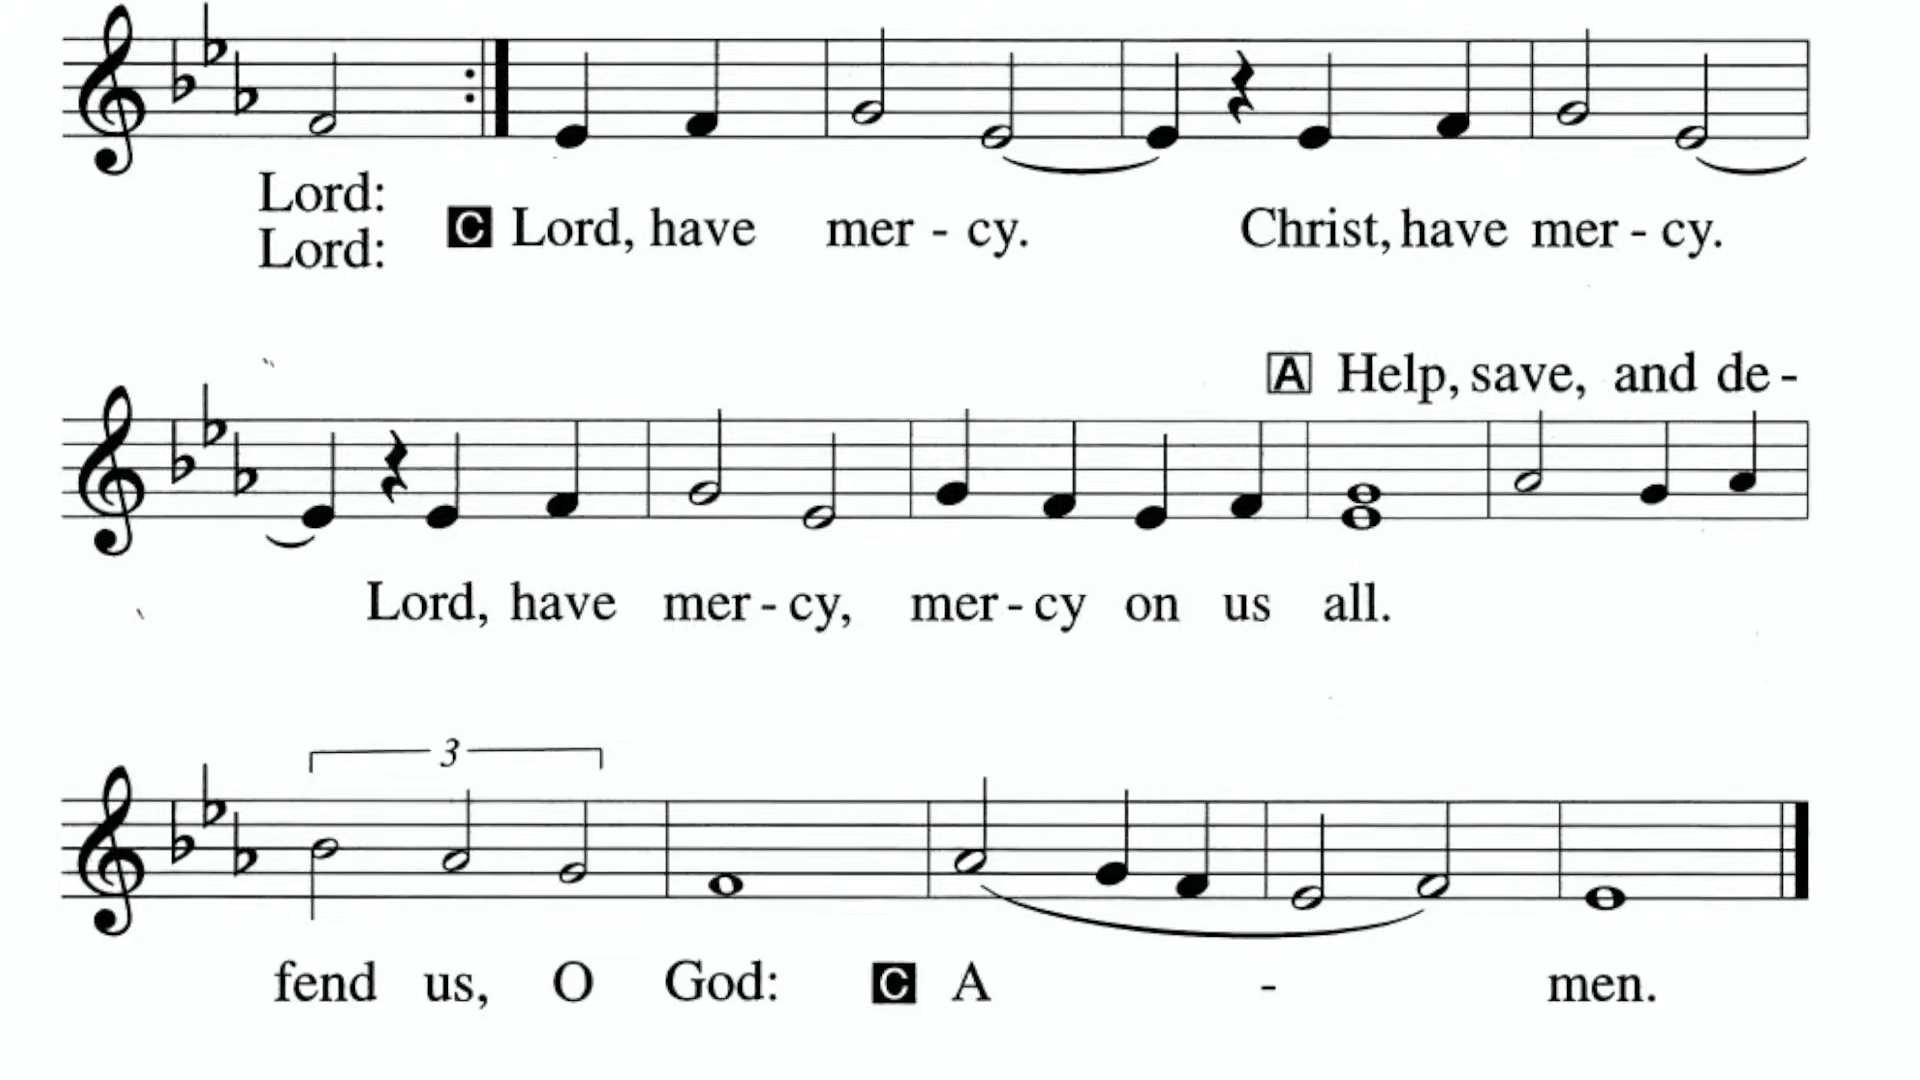 Lord:
Lord:
C Lord, have mer - cy. Christ, have mer - cy.
A Help, save, and de -
Lord, have mer - cy, mer - cy on us all.
3
fend us, O God: C A - men.